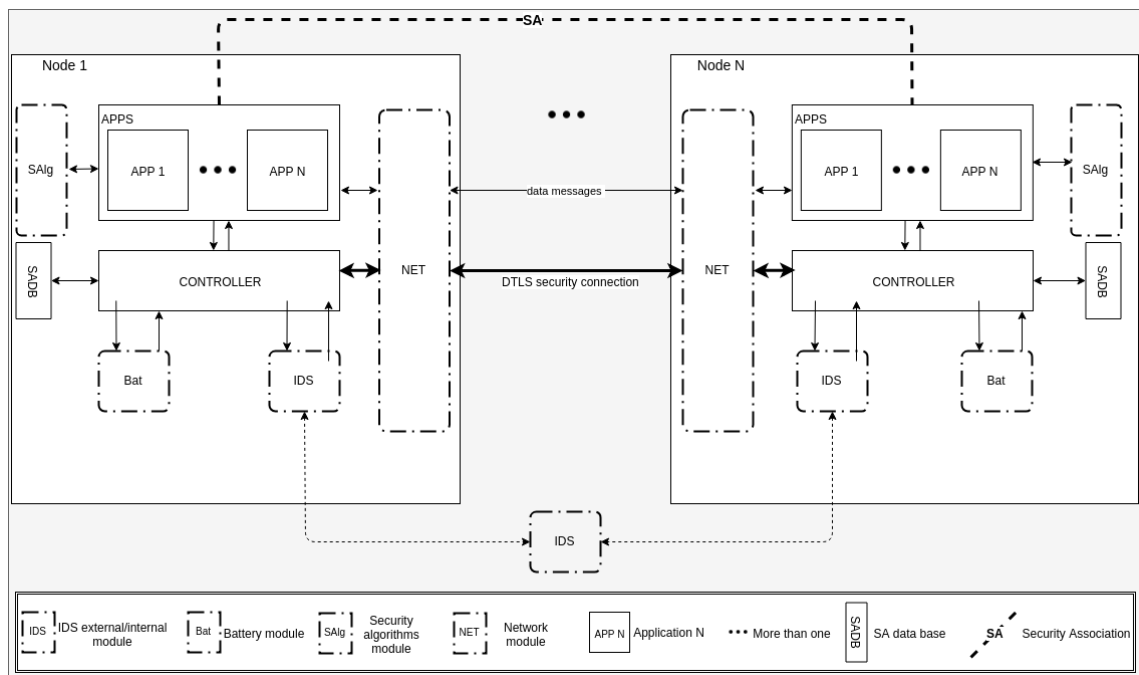 SA
Node 1
Node N
APPS
APPS
SAlg
APP 1
APP N
APP 1
APP N
SAlg
data messages
SADB
CONTROLLER
NET
DTLS security connection
NET
CONTROLLER
SADB
Bat
IDS
IDS
Bat
IDS
IDS
IDS external/internal
module
Bat
Battery module
SAlg
Security
algorithms
module
NET
Network
module
APP N
Application N
More than one
SADB
SA data base
SA
Security Association